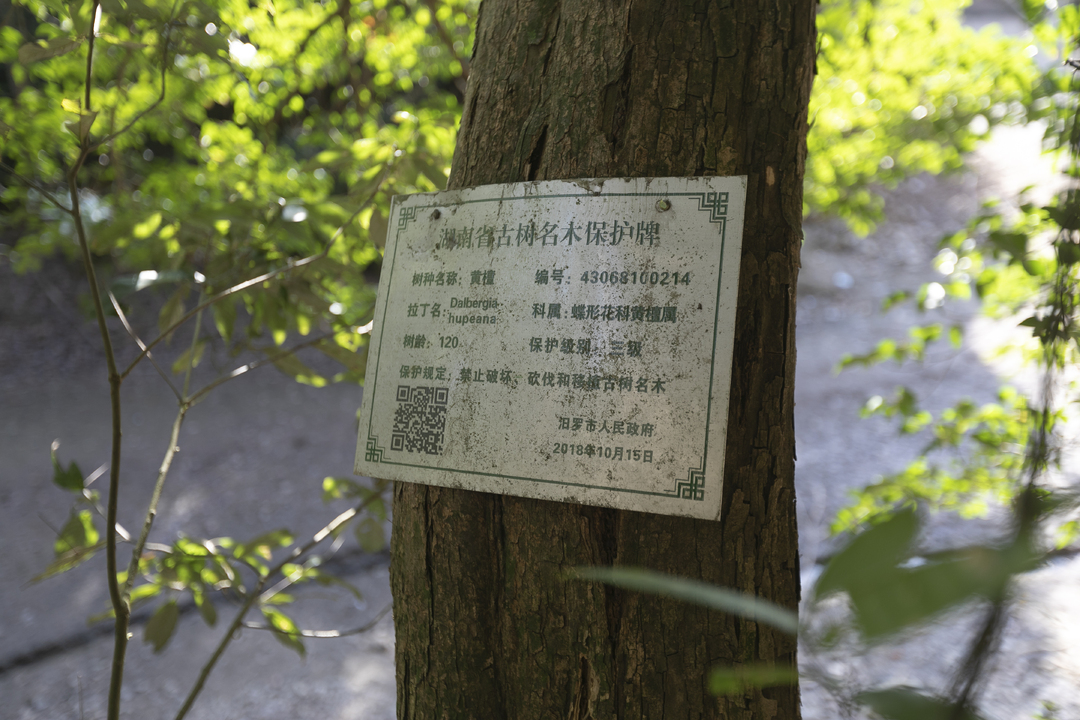 湖南省古树名木保护牌
树种名称：黄檀 编号：43068100214
拉丁名：Dalbergia hupeana 科属：蝶形花科黄檀属
树龄：120 保护级别：三级
保护规定：禁止破坏、砍伐和移植古树名木
汨罗市人民政府
2018年10月15日